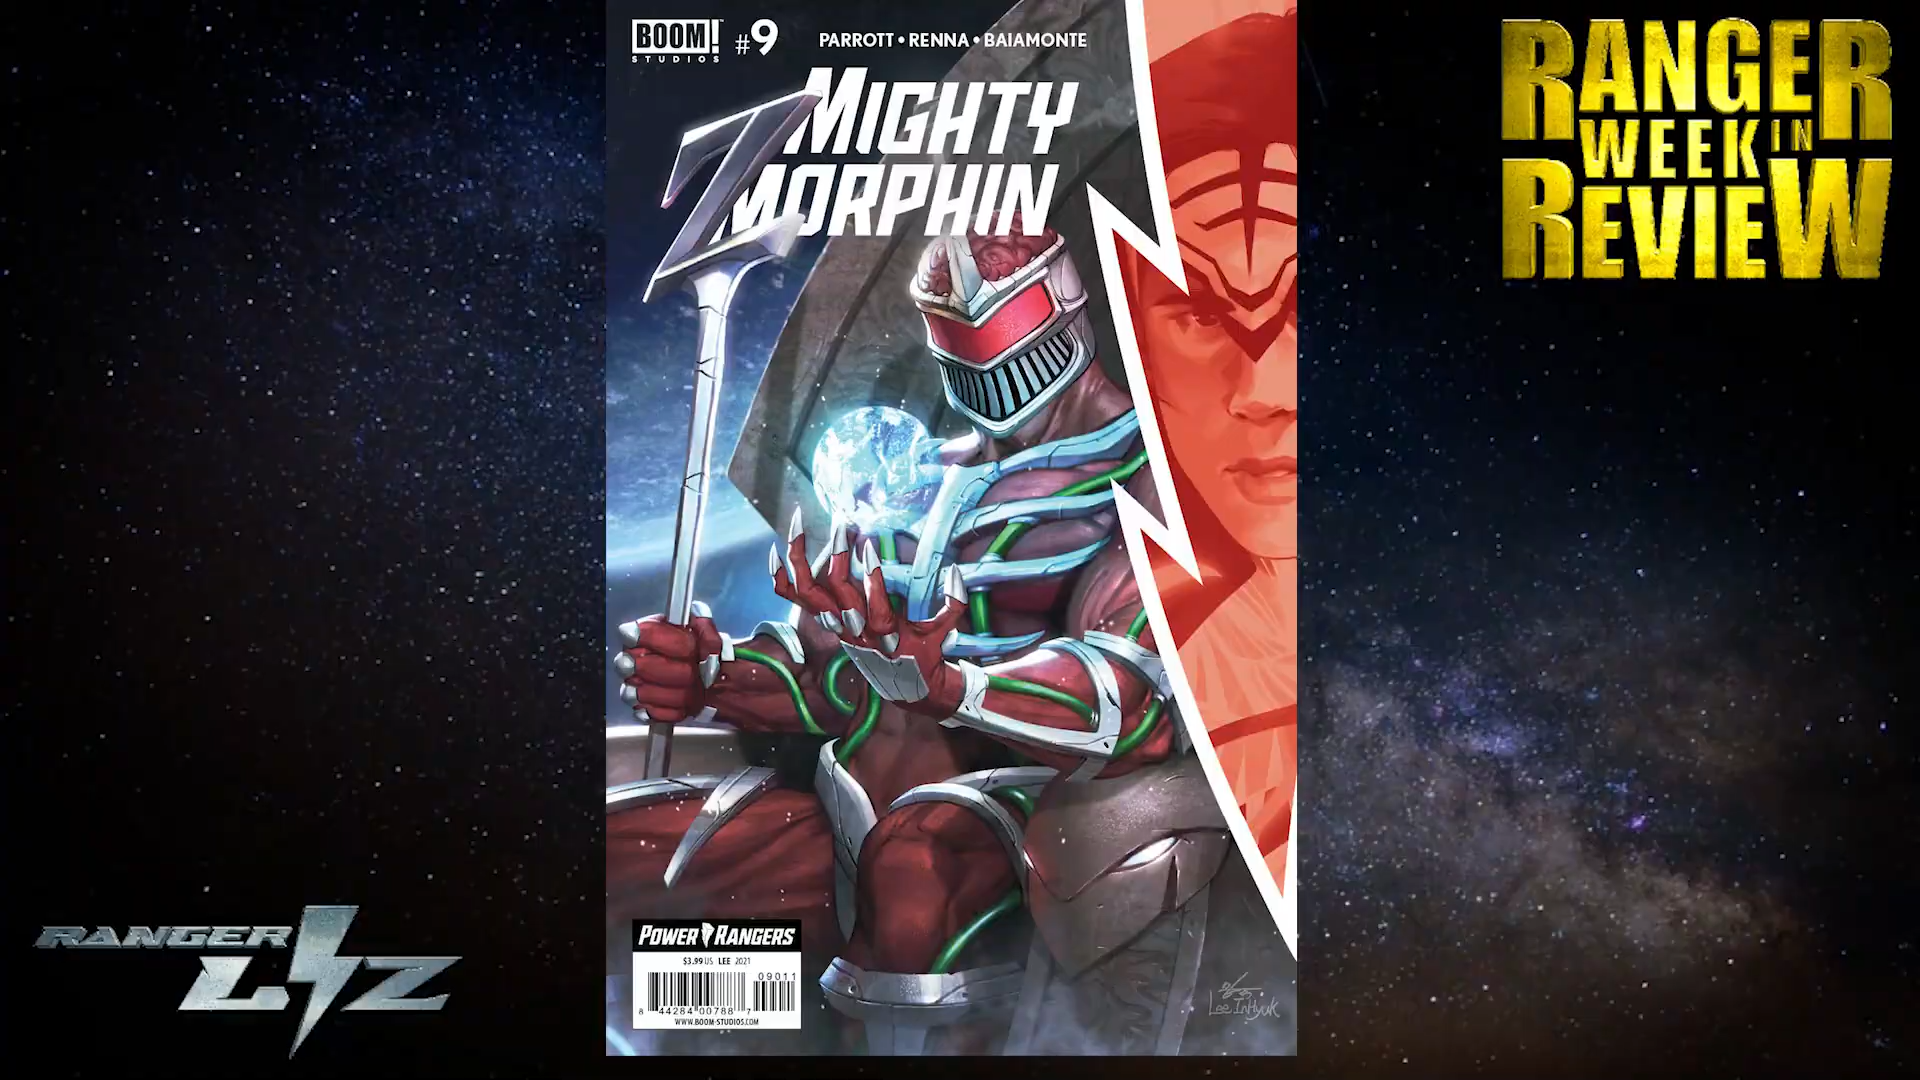 BOOM!
STUDIOS
#9
PARROTT • RENNA • BAIAMONTE
MIGHTY
MORPHIN
RANGER
WEEK IN
REVIEW
RANGER
LIZ
POWER RANGERS
$3.99 US LEE 2021
09011
8 44284 00788 7
WWW.BOOM-STUDIOS.COM
Lee InHyuk